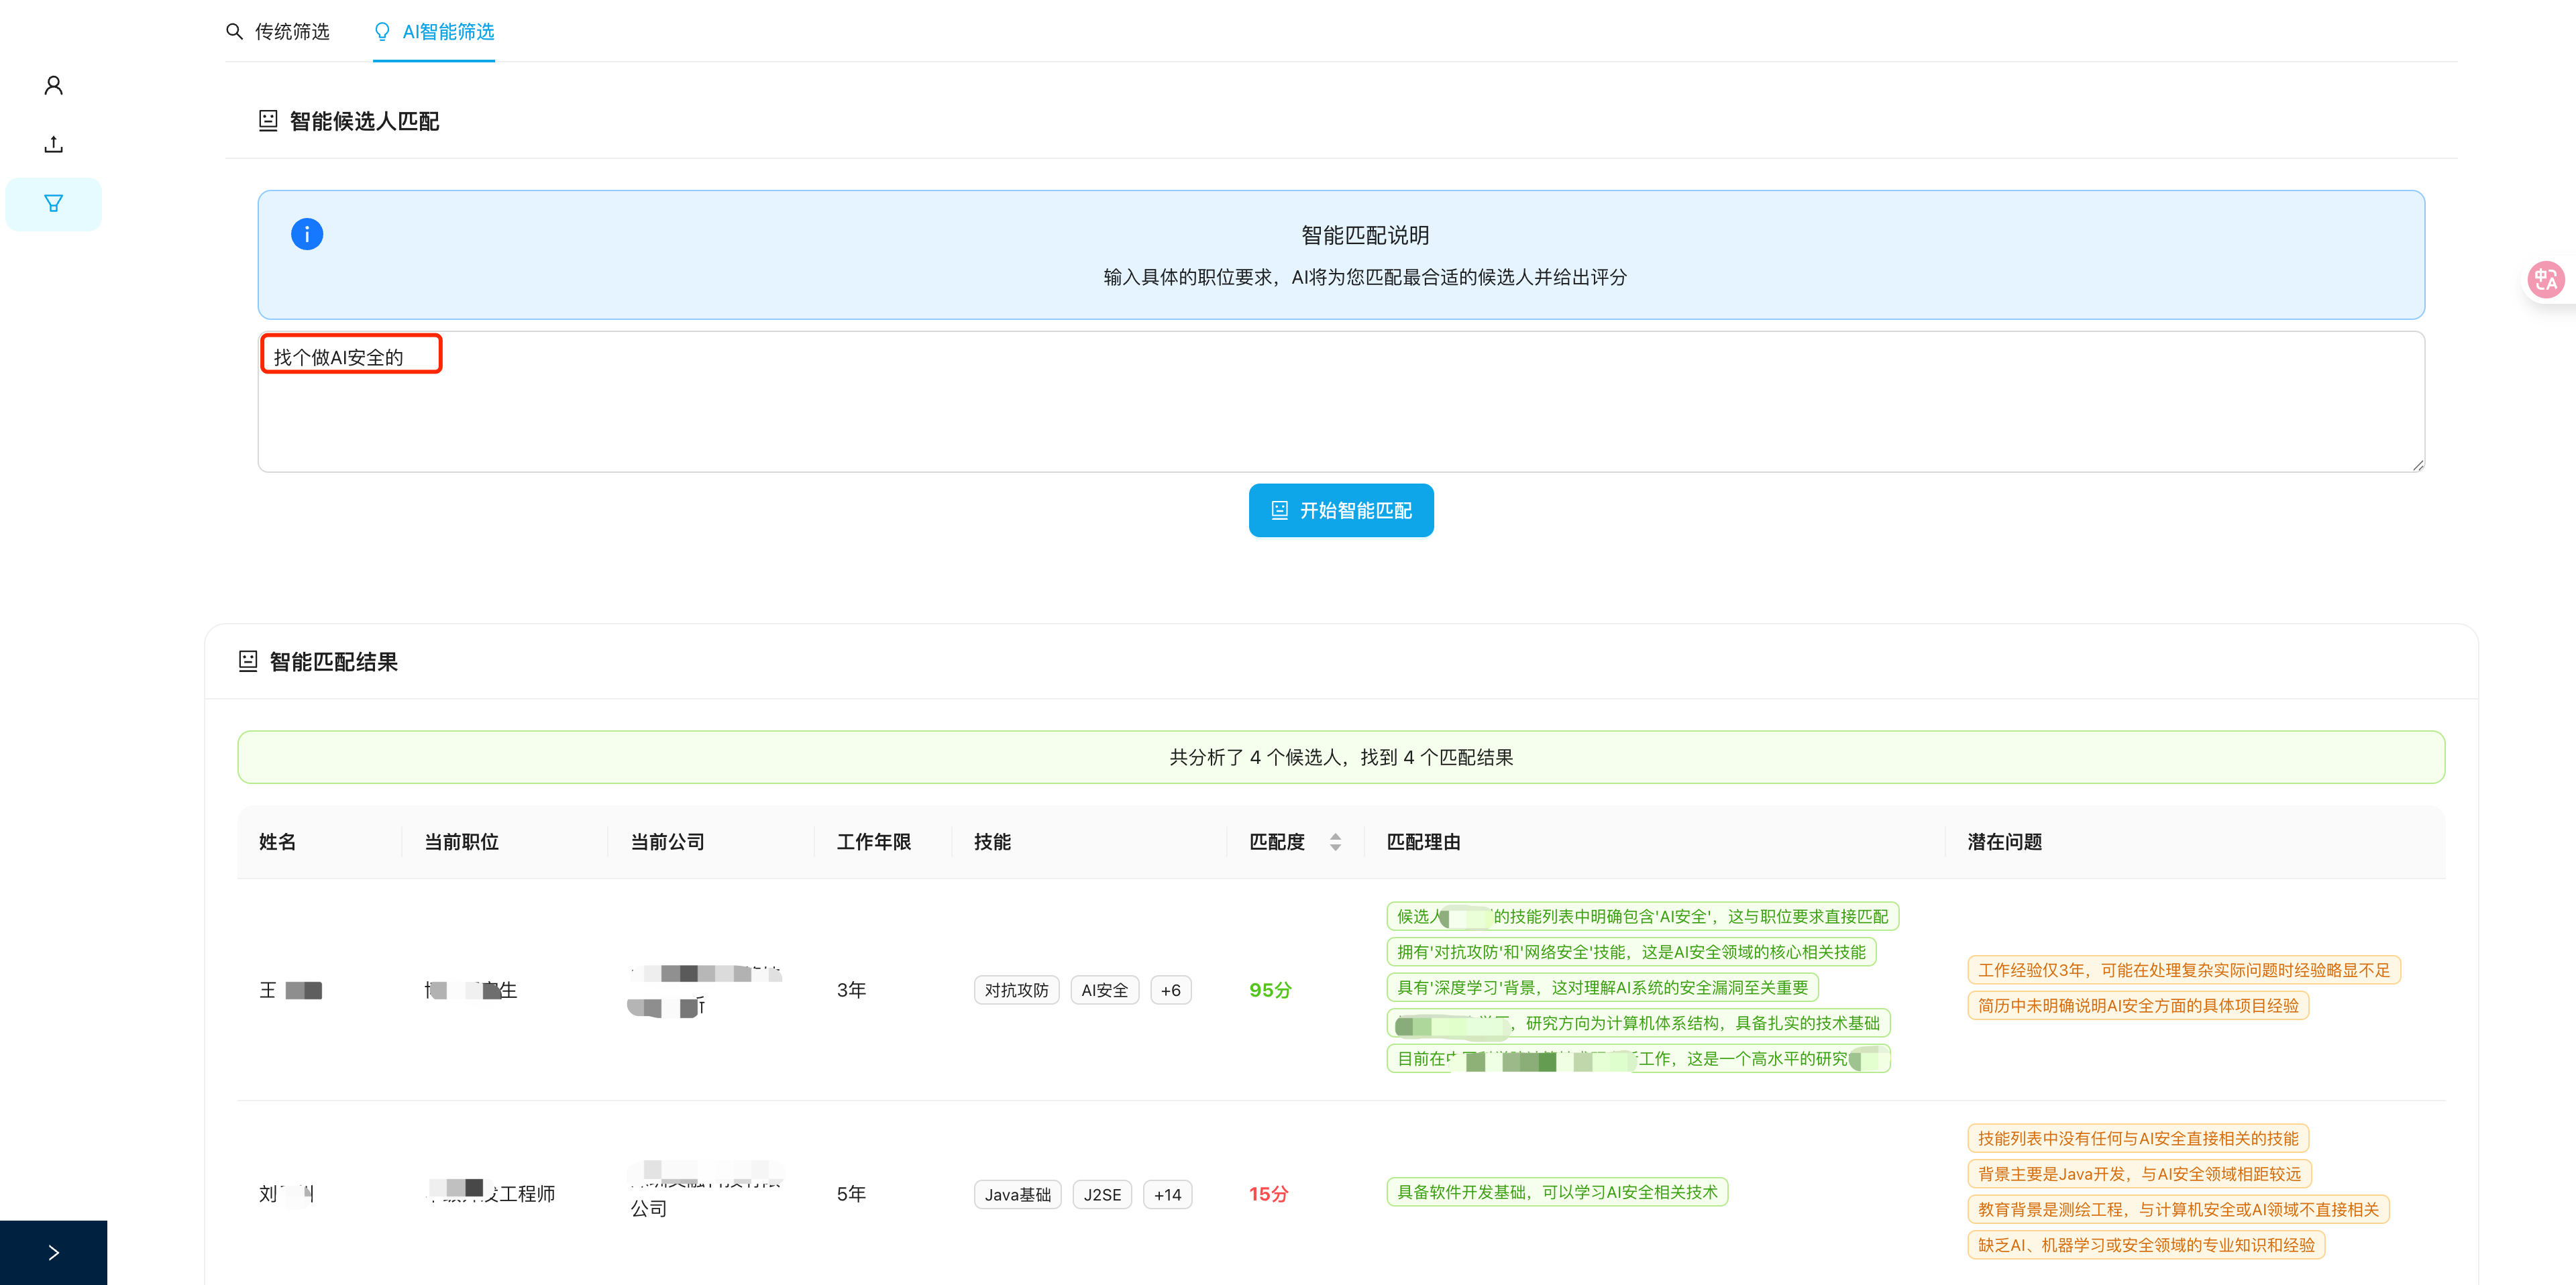 传统筛选 AI智能筛选
智能候选人匹配
智能匹配说明
输入具体的职位要求，AI将为您匹配最合适的候选人并给出评分
找个做AI安全的
开始智能匹配
智能匹配结果
共分析了 4 个候选人，找到 4 个匹配结果
姓名 当前职位 当前公司 工作年限 技能 匹配度 匹配理由 潜在问题
王 生 3年 对抗攻防 AI安全 +6 95分
候选人 的技能列表中明确包含'AI安全'，这与职位要求直接匹配
拥有'对抗攻防'和'网络安全'技能，这是AI安全领域的核心相关技能
具有'深度学习'背景，这对理解AI系统的安全漏洞至关重要
，研究方向为计算机体系结构，具备扎实的技术基础
目前在 工作，这是一个高水平的研究
工作经验仅3年，可能在处理复杂实际问题时经验略显不足
简历中未明确说明AI安全方面的具体项目经验
刘 工程师 公司 5年 Java基础 J2SE +14 15分
具备软件开发基础，可以学习AI安全相关技术
技能列表中没有任何与AI安全直接相关的技能
背景主要是Java开发，与AI安全领域相距较远
教育背景是测绘工程，与计算机安全或AI领域不直接相关
缺乏AI、机器学习或安全领域的专业知识和经验
中A